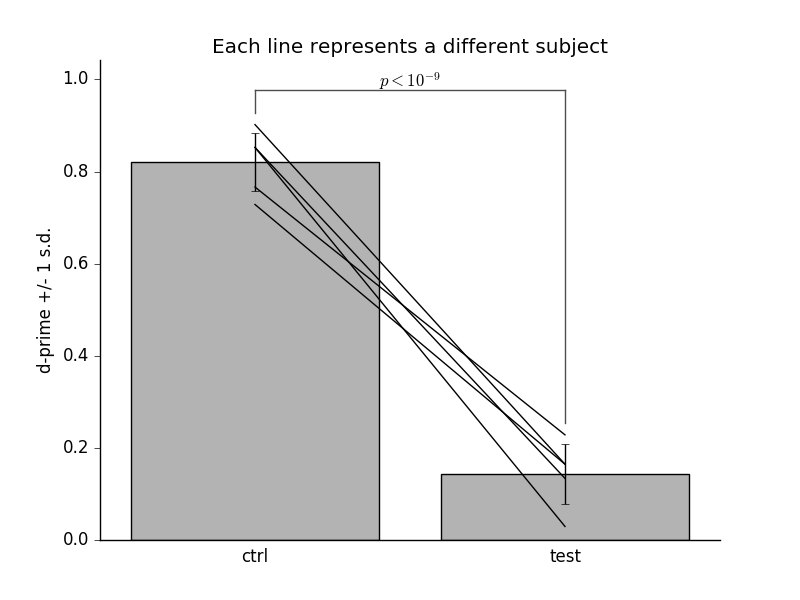 Each line represents a different subject
p < 10⁻⁹
1.0
0.8
0.6
0.4
0.2
0.0
d-prime +/- 1 s.d.
ctrl
test